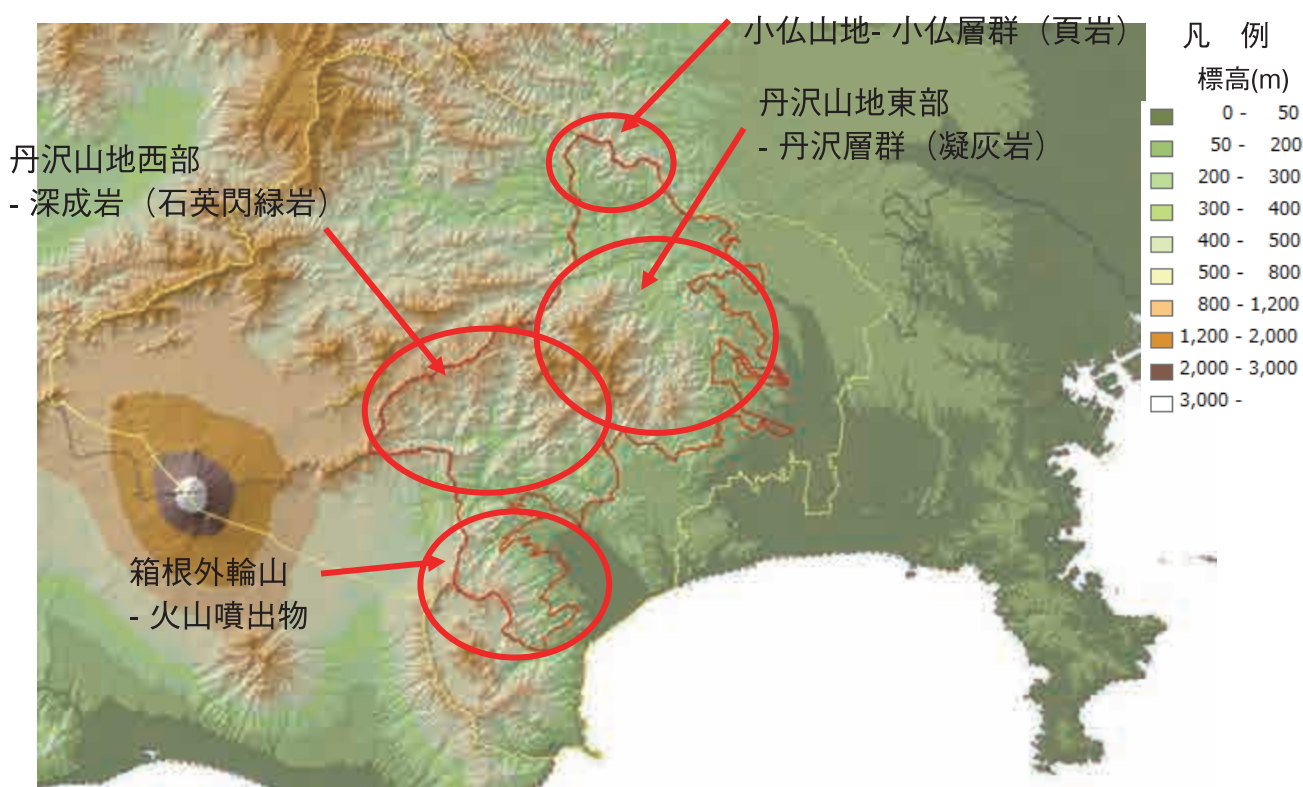 小仏山地- 小仏層群（頁岩）
丹沢山地東部
- 丹沢層群（凝灰岩）
丹沢山地西部
- 深成岩（石英閃緑岩）
箱根外輪山
- 火山噴出物
凡　例
標高(m)
0 - 50
50 - 200
200 - 300
300 - 400
400 - 500
500 - 800
800 - 1,200
1,200 - 2,000
2,000 - 3,000
3,000 -